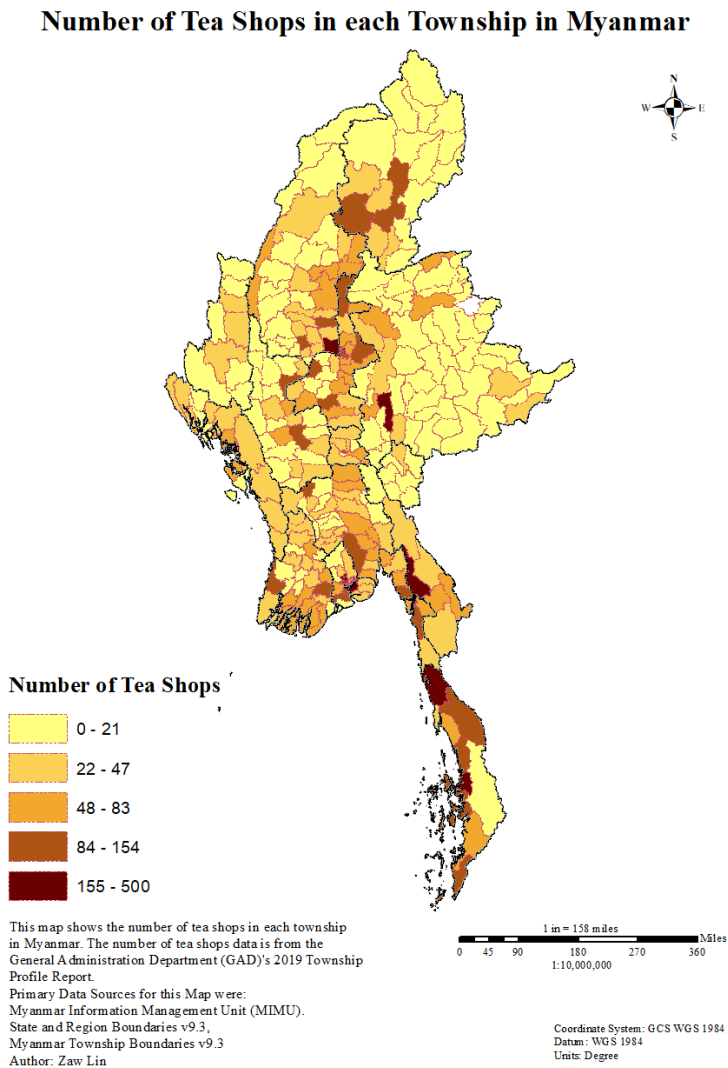 Number of Tea Shops in each Township in Myanmar
N
W E
S
Number of Tea Shops
0 - 21
22 - 47
48 - 83
84 - 154
155 - 500
This map shows the number of tea shops in each township
in Myanmar. The number of tea shops data is from the
General Administration Department (GAD)'s 2019 Township
Profile Report.
Primary Data Sources for this Map were:
Myanmar Information Management Unit (MIMU).
State and Region Boundaries v9.3,
Myanmar Township Boundaries v9.3
Author: Zaw Lin
1 in = 158 miles
Miles
0 45 90 180 270 360
1:10,000,000
Coordinate System: GCS WGS 1984
Datum: WGS 1984
Units: Degree